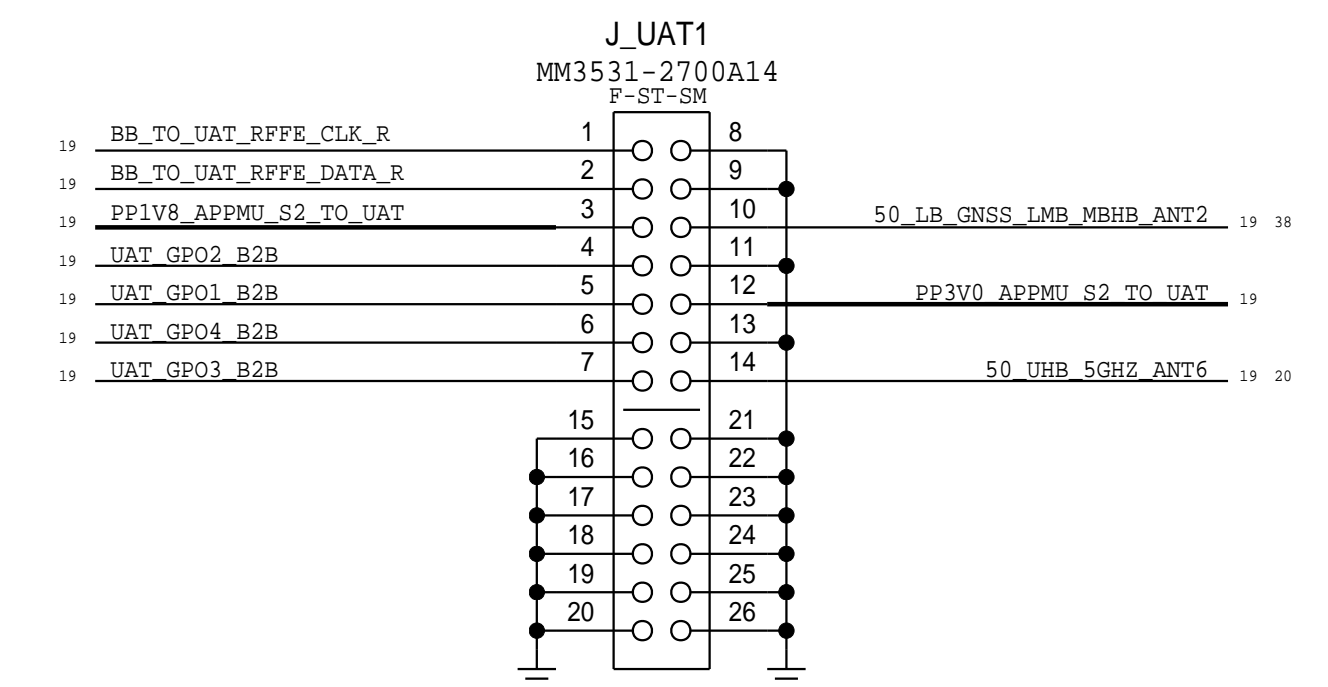 J_UAT1
MM3531-2700A14
F-ST-SM
19 BB_TO_UAT_RFFE_CLK_R 1 8
19 BB_TO_UAT_RFFE_DATA_R 2 9
19 PP1V8_APPMU_S2_TO_UAT 3 10 50_LB_GNSS_LMB_MBHB_ANT2 19 38
19 UAT_GPO2_B2B 4 11
19 UAT_GPO1_B2B 5 12 PP3V0_APPMU_S2_TO_UAT 19
19 UAT_GPO4_B2B 6 13
19 UAT_GPO3_B2B 7 14 50_UHB_5GHZ_ANT6 19 20
15 21
16 22
17 23
18 24
19 25
20 26